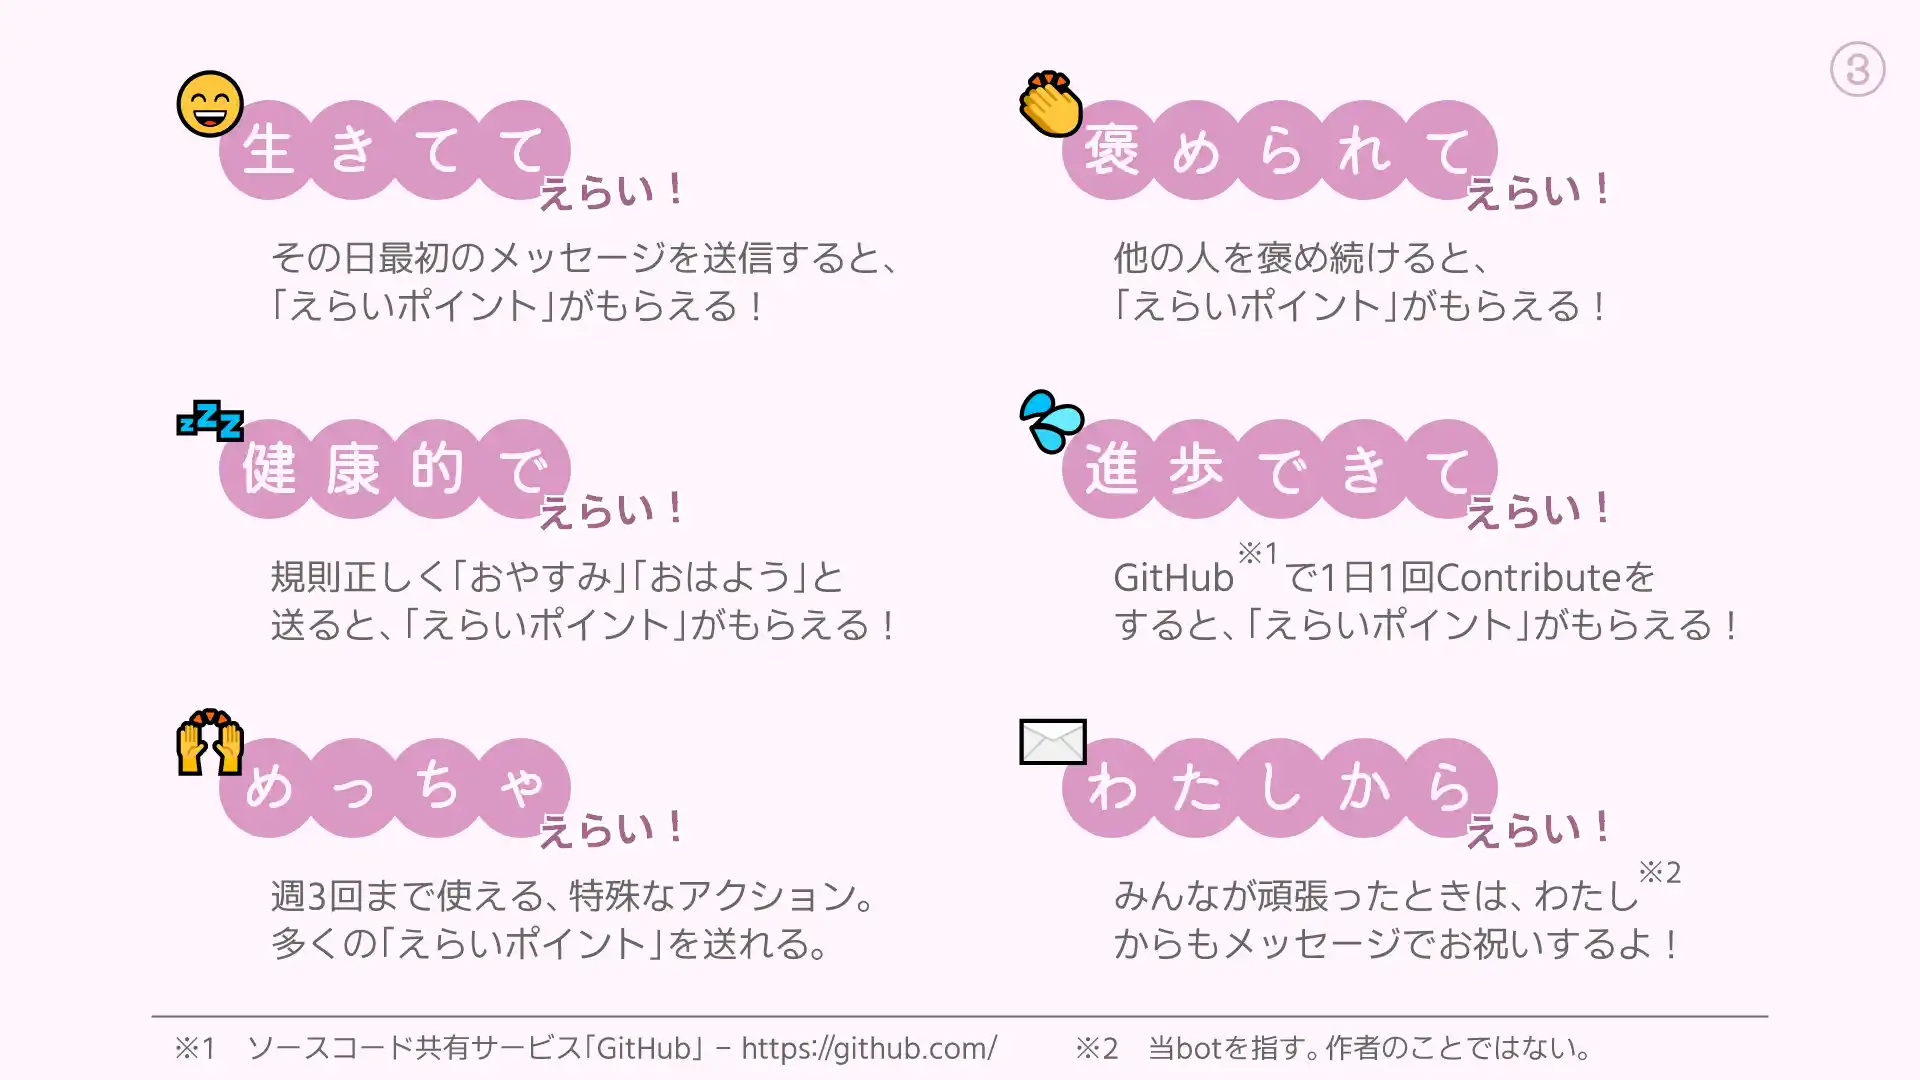 ③
生きてて
えらい！
その日最初のメッセージを送信すると、
「えらいポイント」がもらえる！
褒められて
えらい！
他の人を褒め続けると、
「えらいポイント」がもらえる！
zzz
健康的で
えらい！
規則正しく「おやすみ」「おはよう」と
送ると、「えらいポイント」がもらえる！
進歩できて
えらい！
GitHub※1で1日1回Contributeを
すると、「えらいポイント」がもらえる！
めっちゃ
えらい！
週3回まで使える、特殊なアクション。
多くの「えらいポイント」を送れる。
わたしから
えらい！
みんなが頑張ったときは、わたし※2
からもメッセージでお祝いするよ！
※1　ソースコード共有サービス「GitHub」 – https://github.com/
※2　当botを指す。作者のことではない。